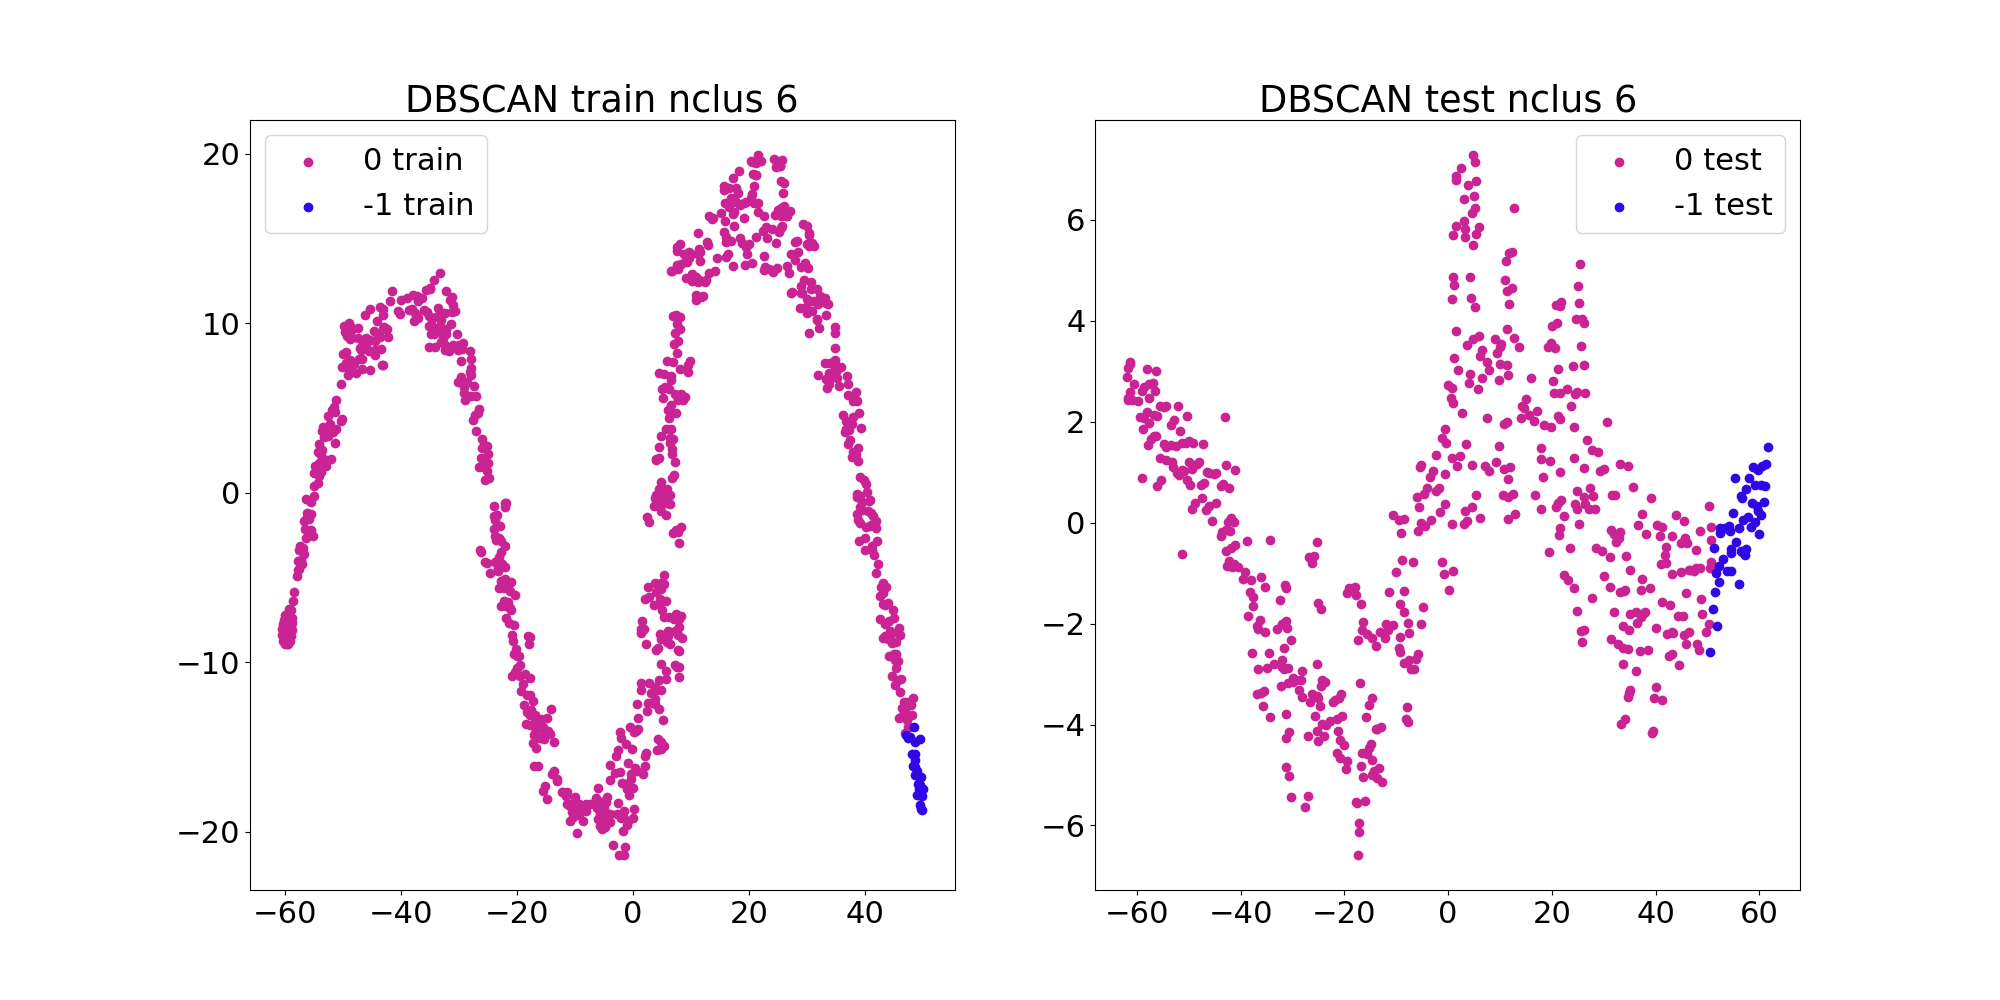 DBSCAN train nclus 6
0 train
-1 train
20
10
0
−10
−20
−60 −40 −20 0 20 40
DBSCAN test nclus 6
0 test
-1 test
6
4
2
0
−2
−4
−6
−60 −40 −20 0 20 40 60